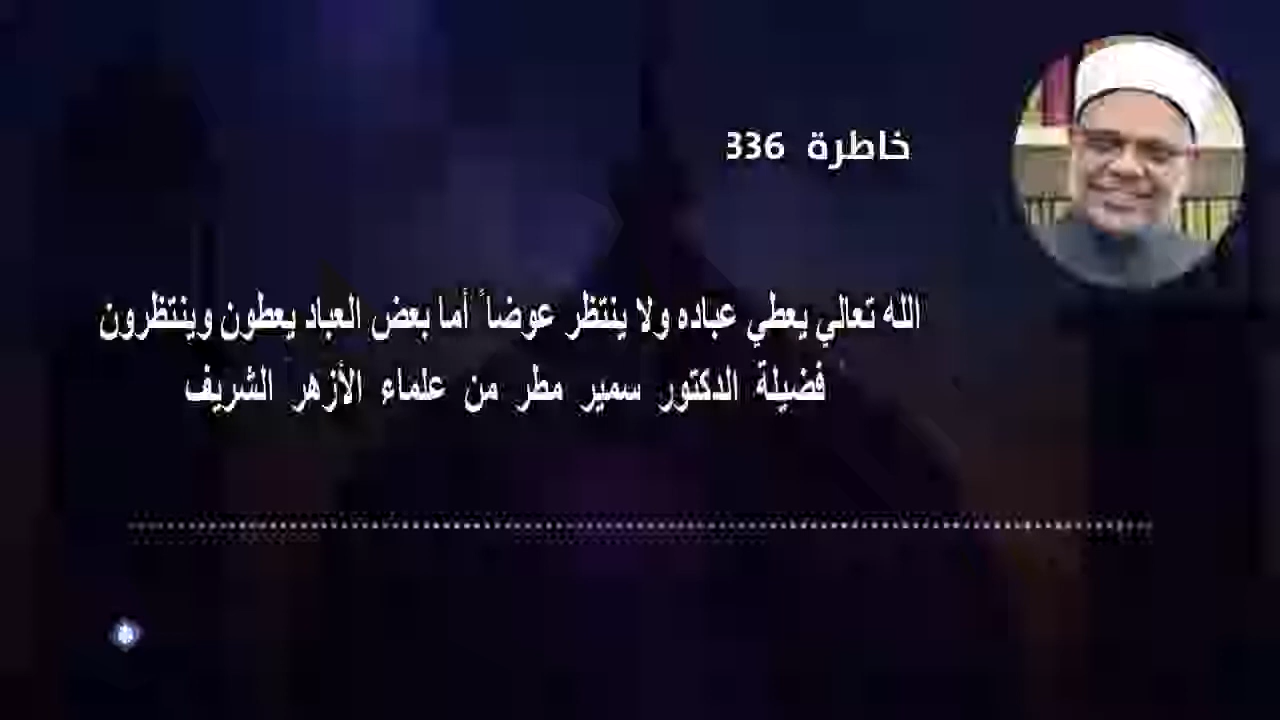 خاطرة 336
الله تعالي يعطي عباده ولا ينتظر عوضاً أما بعض العباد يعطون وينتظرون
فضيلة الدكتور سمير مطر من علماء الأزهر الشريف